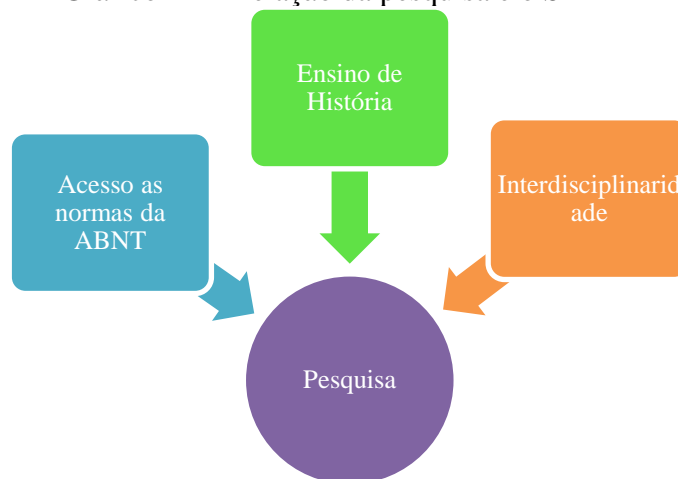 Ensino de
História
Acesso as
normas da
ABNT
Interdisciplinarid
ade
Pesquisa